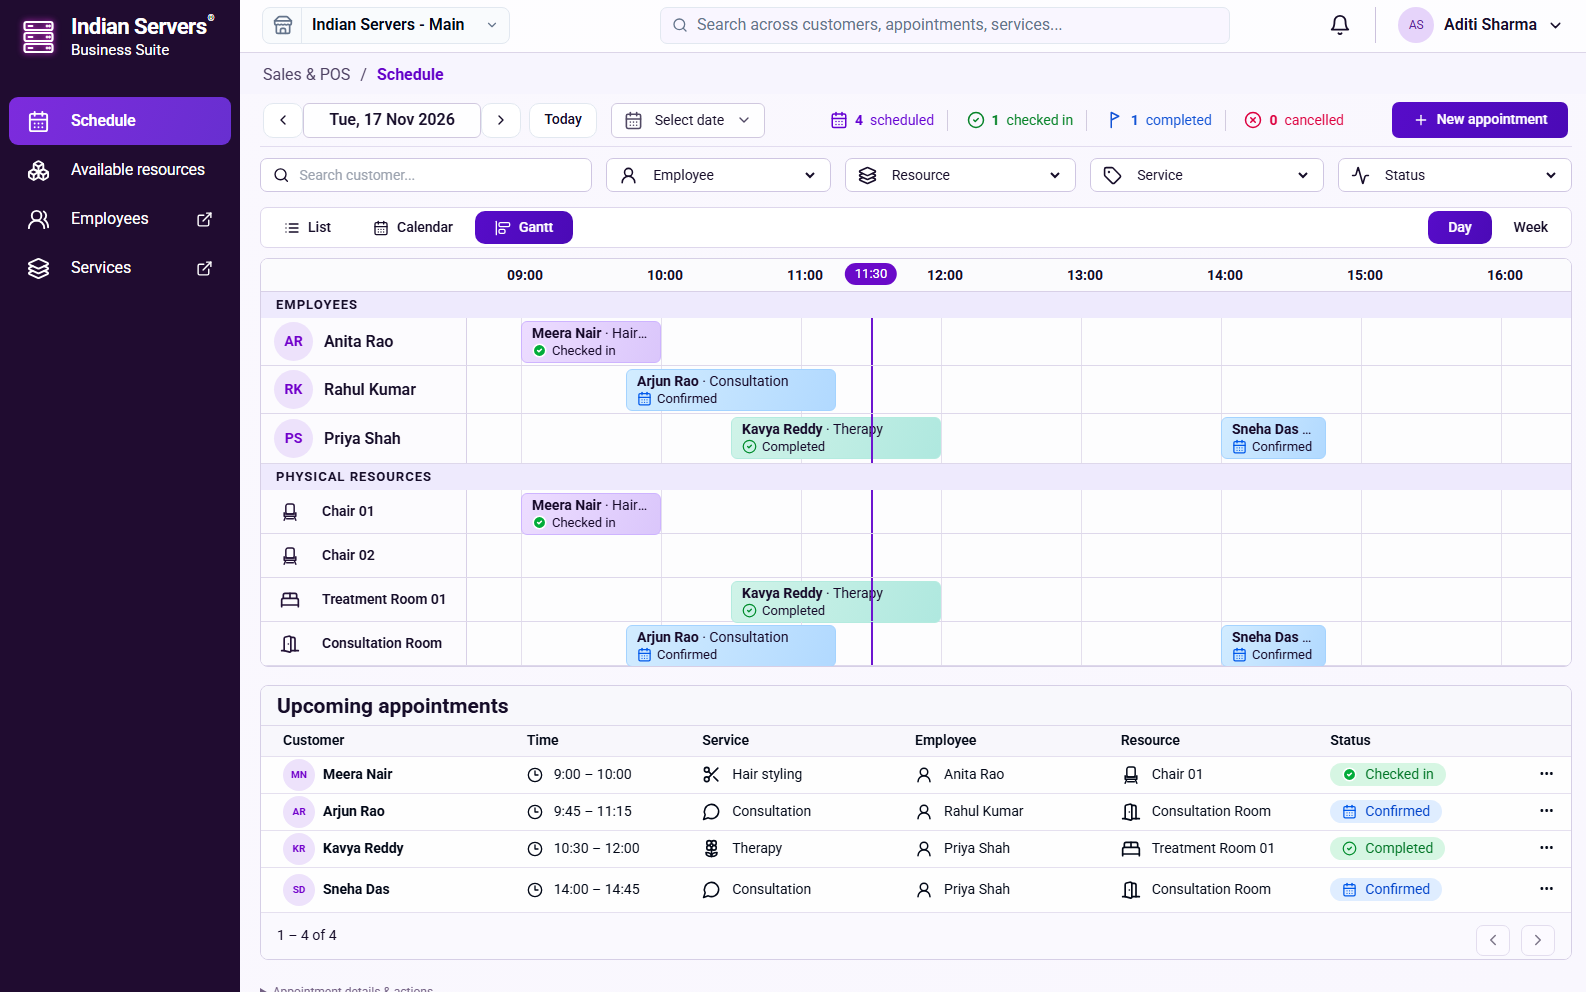 Indian Servers®
Business Suite
Indian Servers - Main
Search across customers, appointments, services...
AS
Aditi Sharma
Schedule
Available resources
Employees
Services
Sales & POS / Schedule
Tue, 17 Nov 2026
Today
Select date
4 scheduled
1 checked in
1 completed
0 cancelled
+ New appointment
Search customer...
Employee
Resource
Service
Status
List
Calendar
Gantt
Day
Week
09:00 10:00 11:00 11:30 12:00 13:00 14:00 15:00 16:00
EMPLOYEES
AR Anita Rao
Meera Nair · Hair...
Checked in
RK Rahul Kumar
Arjun Rao · Consultation
Confirmed
PS Priya Shah
Kavya Reddy · Therapy
Completed
Sneha Das ...
Confirmed
PHYSICAL RESOURCES
Chair 01
Meera Nair · Hair...
Checked in
Chair 02
Treatment Room 01
Kavya Reddy · Therapy
Completed
Consultation Room
Arjun Rao · Consultation
Confirmed
Sneha Das ...
Confirmed
Upcoming appointments
Customer Time Service Employee Resource Status
MN Meera Nair 9:00 – 10:00 Hair styling Anita Rao Chair 01 Checked in
AR Arjun Rao 9:45 – 11:15 Consultation Rahul Kumar Consultation Room Confirmed
KR Kavya Reddy 10:30 – 12:00 Therapy Priya Shah Treatment Room 01 Completed
SD Sneha Das 14:00 – 14:45 Consultation Priya Shah Consultation Room Confirmed
1 – 4 of 4
Appointment details & actions